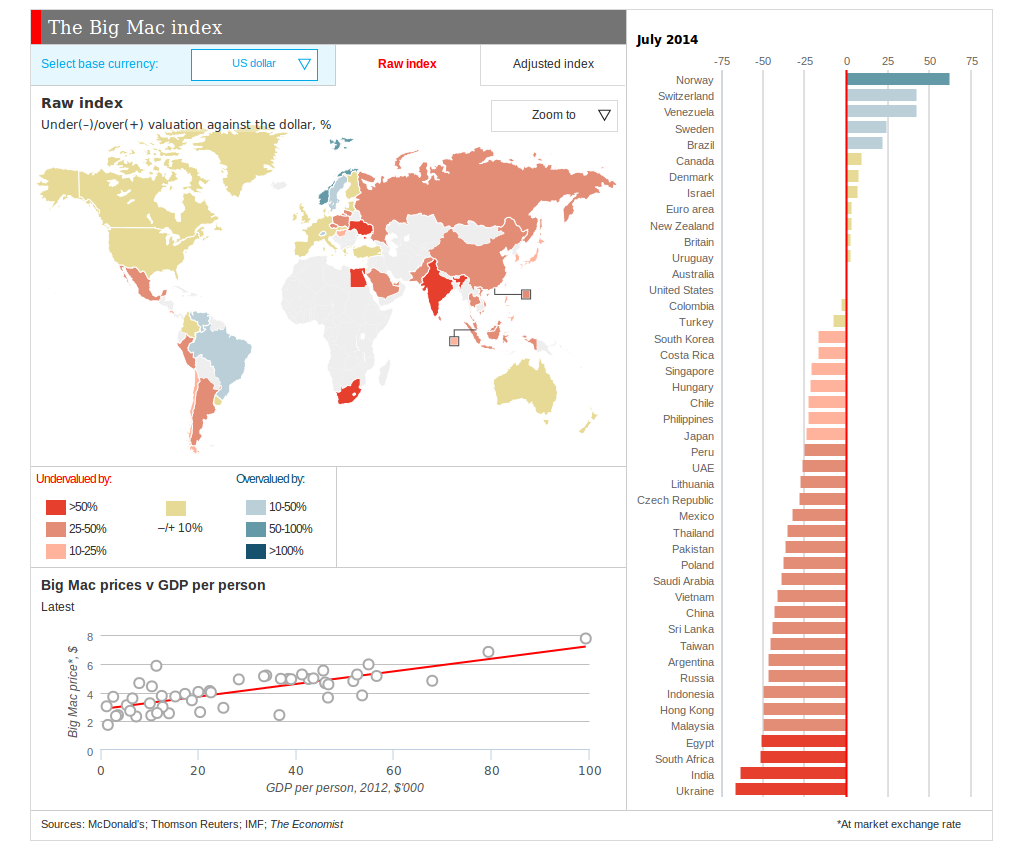 The Big Mac index
Select base currency:
US dollar
Raw index
Adjusted index
Raw index
Under(–)/over(+) valuation against the dollar, %
Zoom to
Undervalued by:
>50%
25-50%
10-25%
–/+ 10%
Overvalued by:
10-50%
50-100%
>100%
Big Mac prices v GDP per person
Latest
Big Mac price*, $
8
6
4
2
0
0 20 40 60 80 100
GDP per person, 2012, $'000
July 2014
-75 -50 -25 0 25 50 75
Norway
Switzerland
Venezuela
Sweden
Brazil
Canada
Denmark
Israel
Euro area
New Zealand
Britain
Uruguay
Australia
United States
Colombia
Turkey
South Korea
Costa Rica
Singapore
Hungary
Chile
Philippines
Japan
Peru
UAE
Lithuania
Czech Republic
Mexico
Thailand
Pakistan
Poland
Saudi Arabia
Vietnam
China
Sri Lanka
Taiwan
Argentina
Russia
Indonesia
Hong Kong
Malaysia
Egypt
South Africa
India
Ukraine
Sources: McDonald's; Thomson Reuters; IMF; The Economist
*At market exchange rate